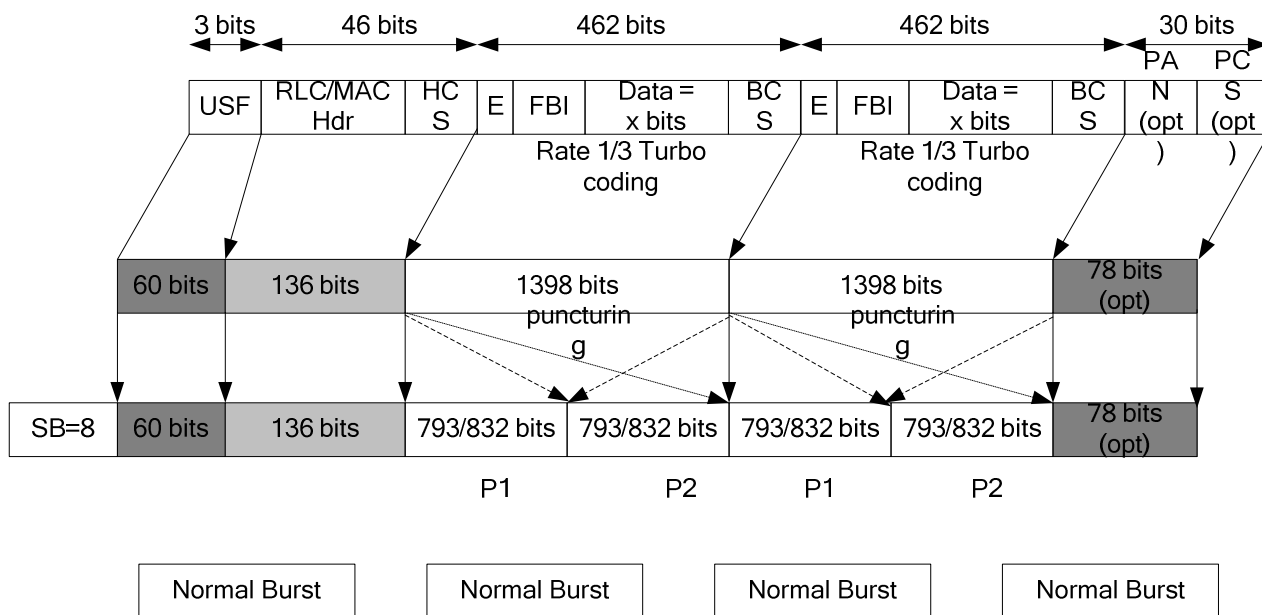 3 bits 46 bits 462 bits 462 bits 30 bits
USF
RLC/MAC
Hdr
HC
S
E
FBI
Data =
x bits
BC
S
E
FBI
Data =
x bits
BC
S
PA
N
(opt
)
PC
S
(opt
)
Rate 1/3 Turbo
coding
Rate 1/3 Turbo
coding
60 bits
136 bits
1398 bits
puncturin
g
1398 bits
puncturin
g
78 bits
(opt)
SB=8
60 bits
136 bits
793/832 bits
793/832 bits
793/832 bits
793/832 bits
78 bits
(opt)
P1 P2 P1 P2
Normal Burst
Normal Burst
Normal Burst
Normal Burst